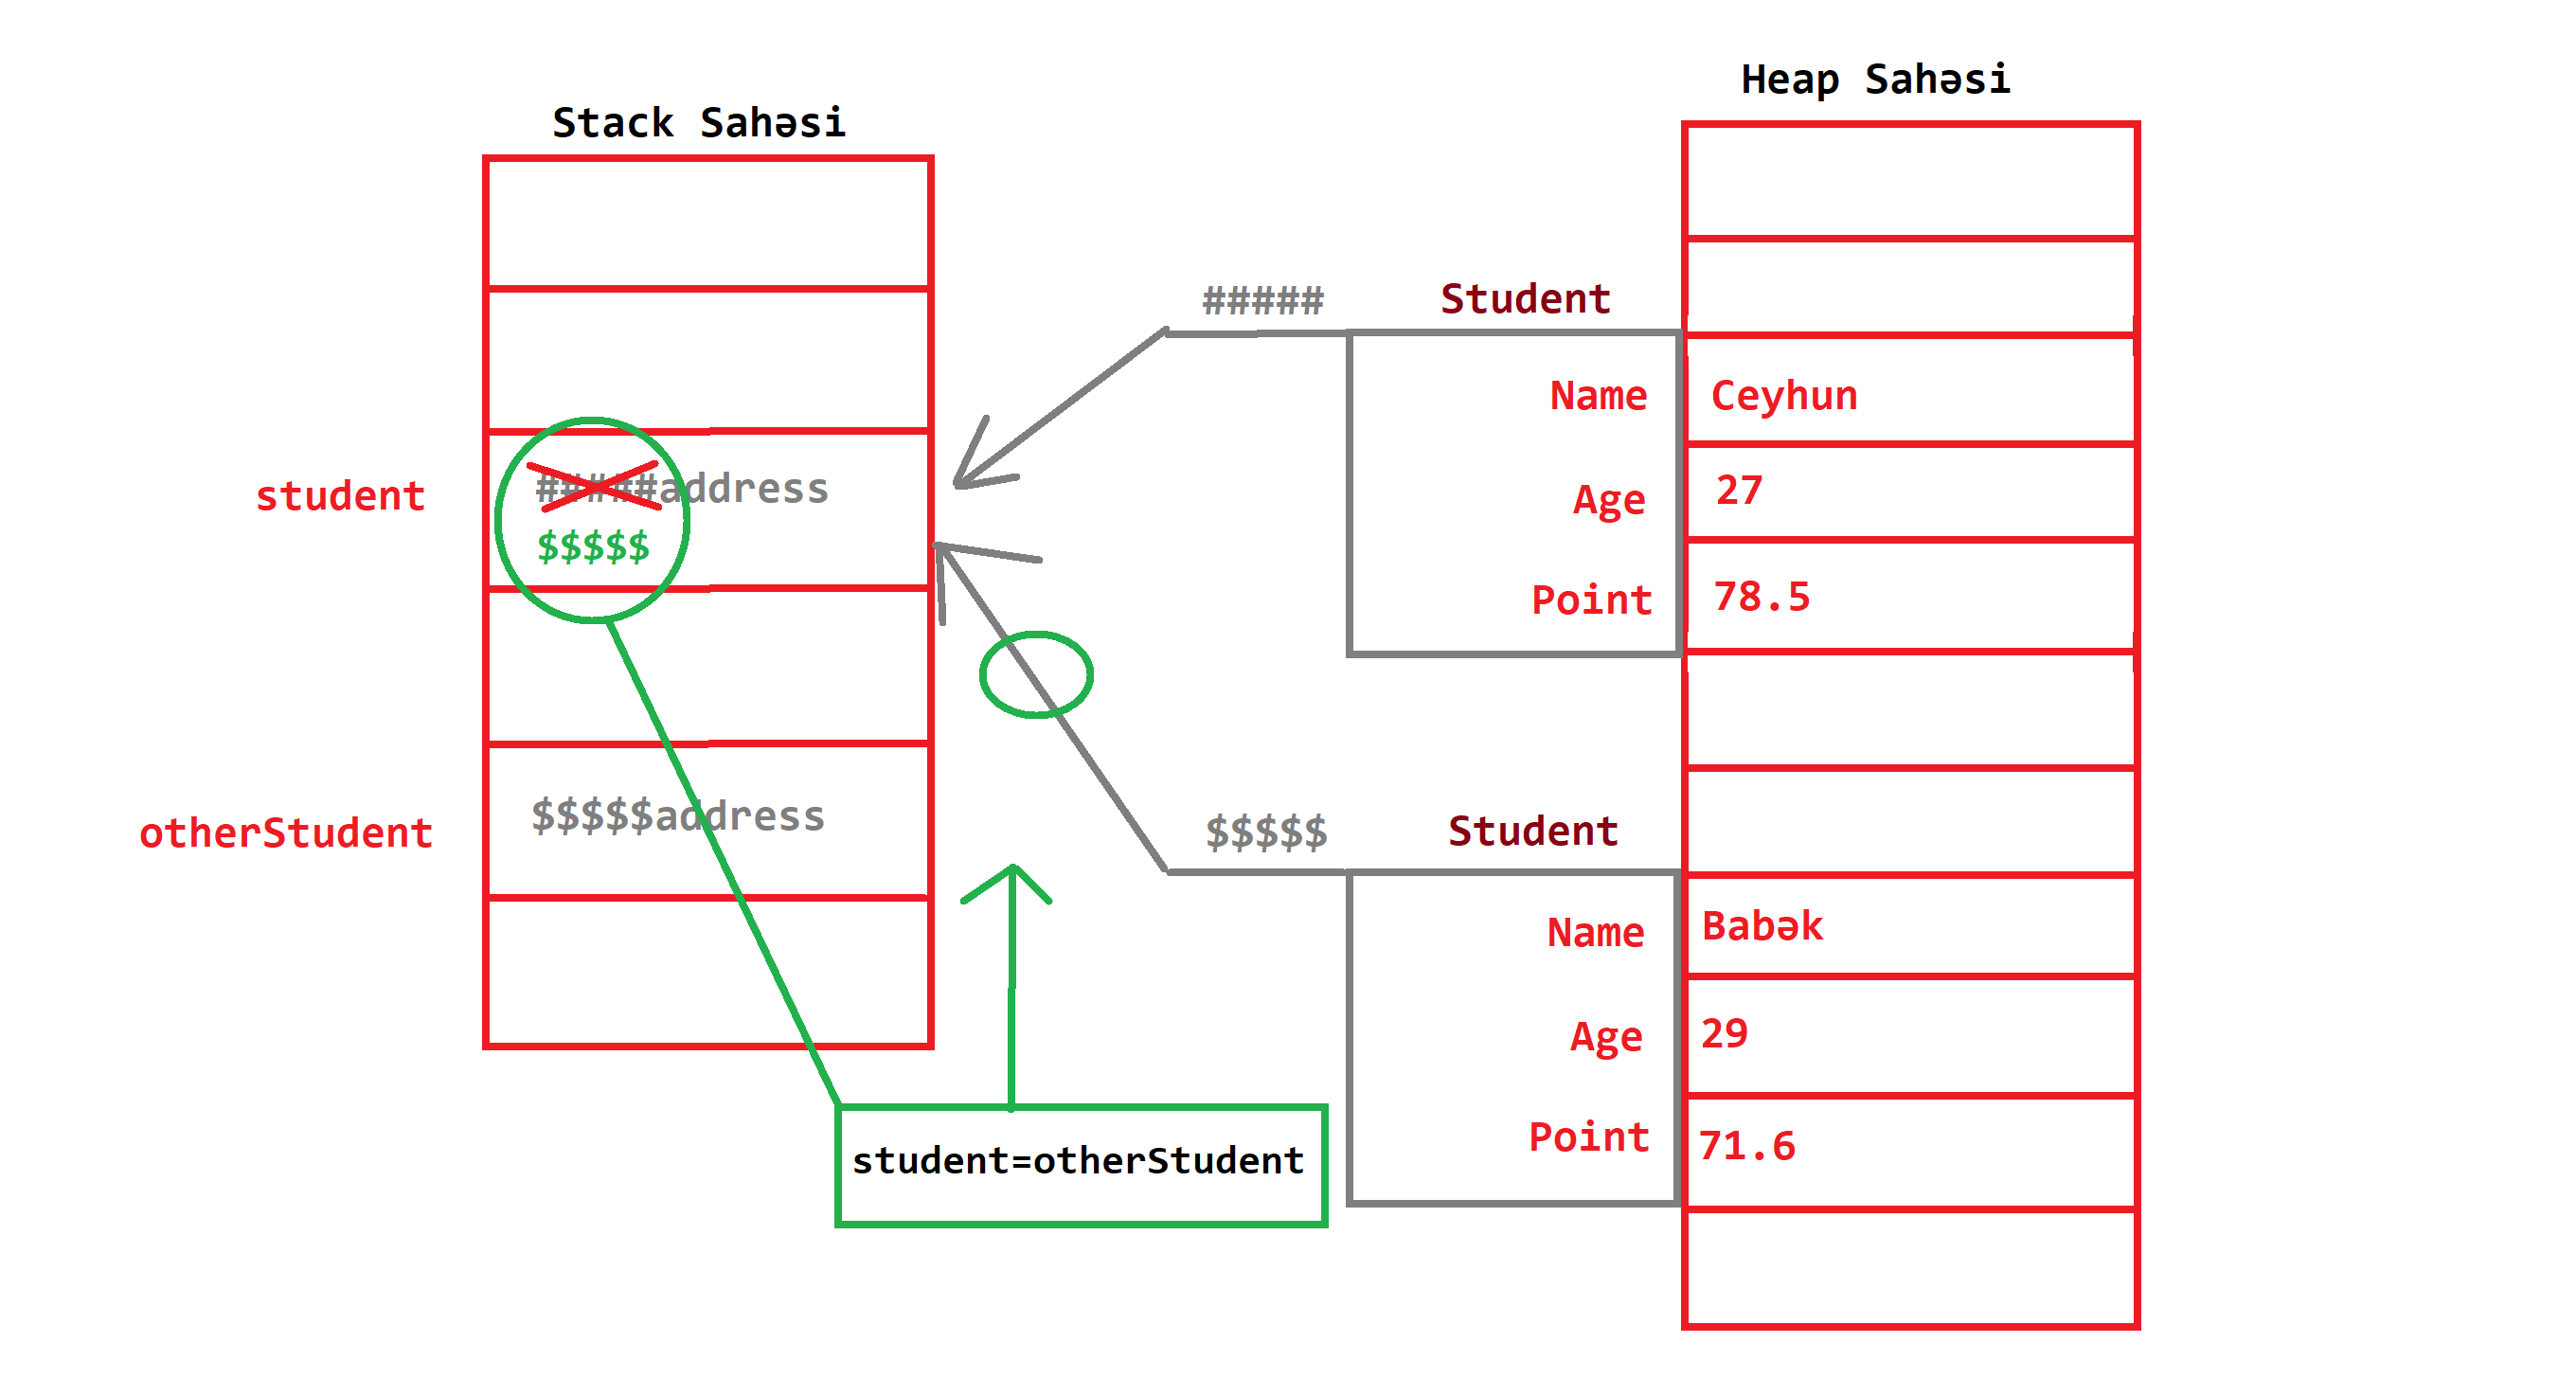 Stack Sahəsi
Heap Sahəsi
##### Student
Name Ceyhun
student #####address
Age 27
$$$$$
Point 78.5
otherStudent $$$$$address
$$$$$ Student
Name Babək
Age 29
Point 71.6
student=otherStudent